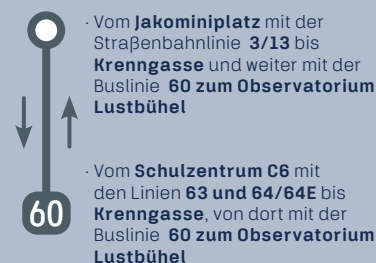 · Vom Jakominiplatz mit der
Straßenbahnlinie 3/13 bis
Krenngasse und weiter mit der
Buslinie 60 zum Observatorium
Lustbühel
· Vom Schulzentrum C6 mit
den Linien 63 und 64/64E bis
Krenngasse, von dort mit der
Buslinie 60 zum Observatorium
Lustbühel
60